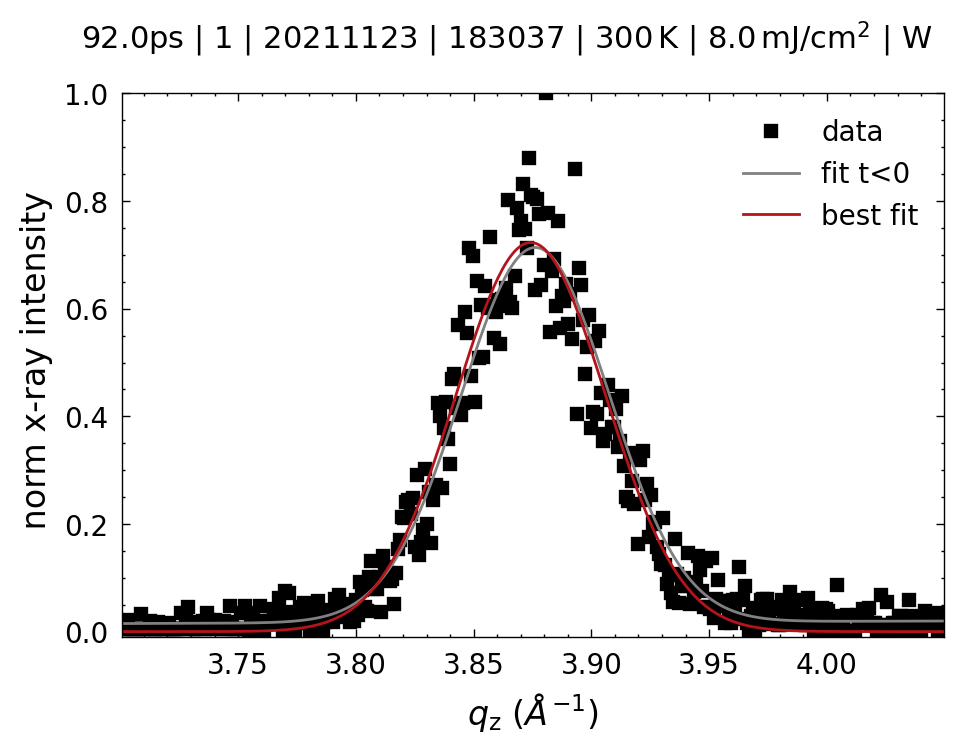 92.0ps | 1 | 20211123 | 183037 | 300 K | 8.0 mJ/cm² | W
1.0
0.8
0.6
0.4
0.2
0.0
norm x-ray intensity
data
fit t<0
best fit
3.75 3.80 3.85 3.90 3.95 4.00
q_z (Å⁻¹)